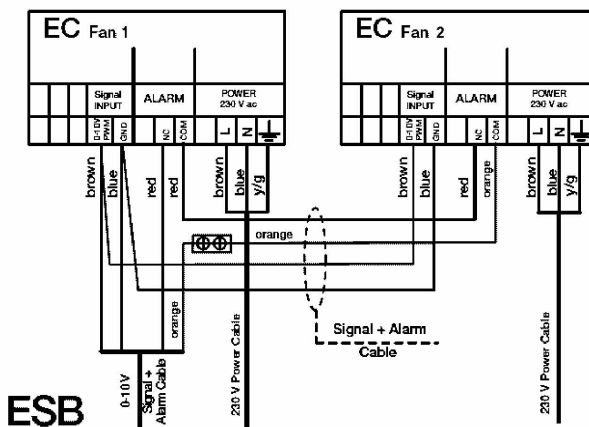 EC Fan 1
Signal
INPUT
ALARM
POWER
230 V ac
0-10V
PWM
GND
NC
COM
L
N
brown
blue
red
red
brown
blue
y/g
EC Fan 2
Signal
INPUT
ALARM
POWER
230 V ac
0-10V
PWM
GND
NC
COM
L
N
brown
blue
red
orange
brown
blue
y/g
orange
orange
Signal + Alarm
Cable
0-10V
Signal +
Alarm Cable
230 V Power Cable
230 V Power Cable
ESB